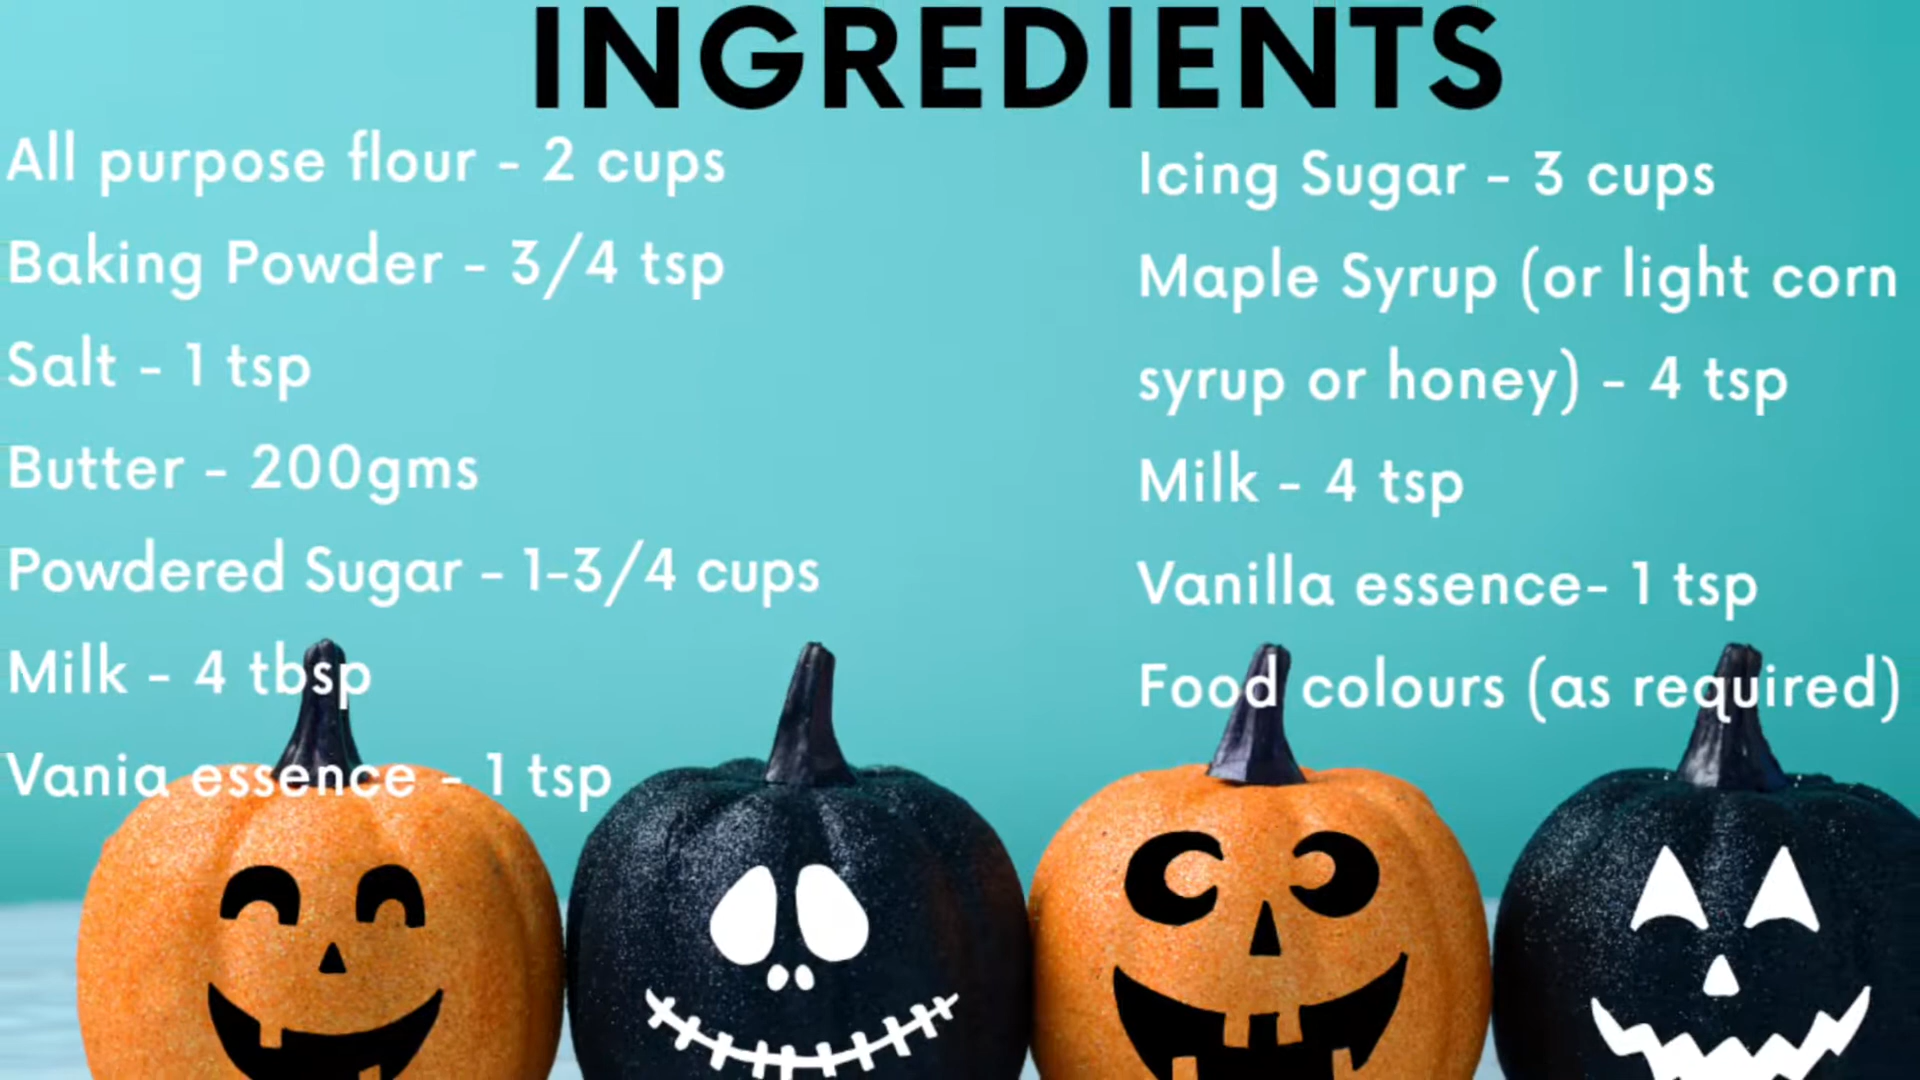 INGREDIENTS
All purpose flour - 2 cups
Baking Powder - 3/4 tsp
Salt - 1 tsp
Butter - 200gms
Powdered Sugar - 1-3/4 cups
Milk - 4 tbsp
Vania essence - 1 tsp
Icing Sugar - 3 cups
Maple Syrup (or light corn
syrup or honey) - 4 tsp
Milk - 4 tsp
Vanilla essence- 1 tsp
Food colours (as required)